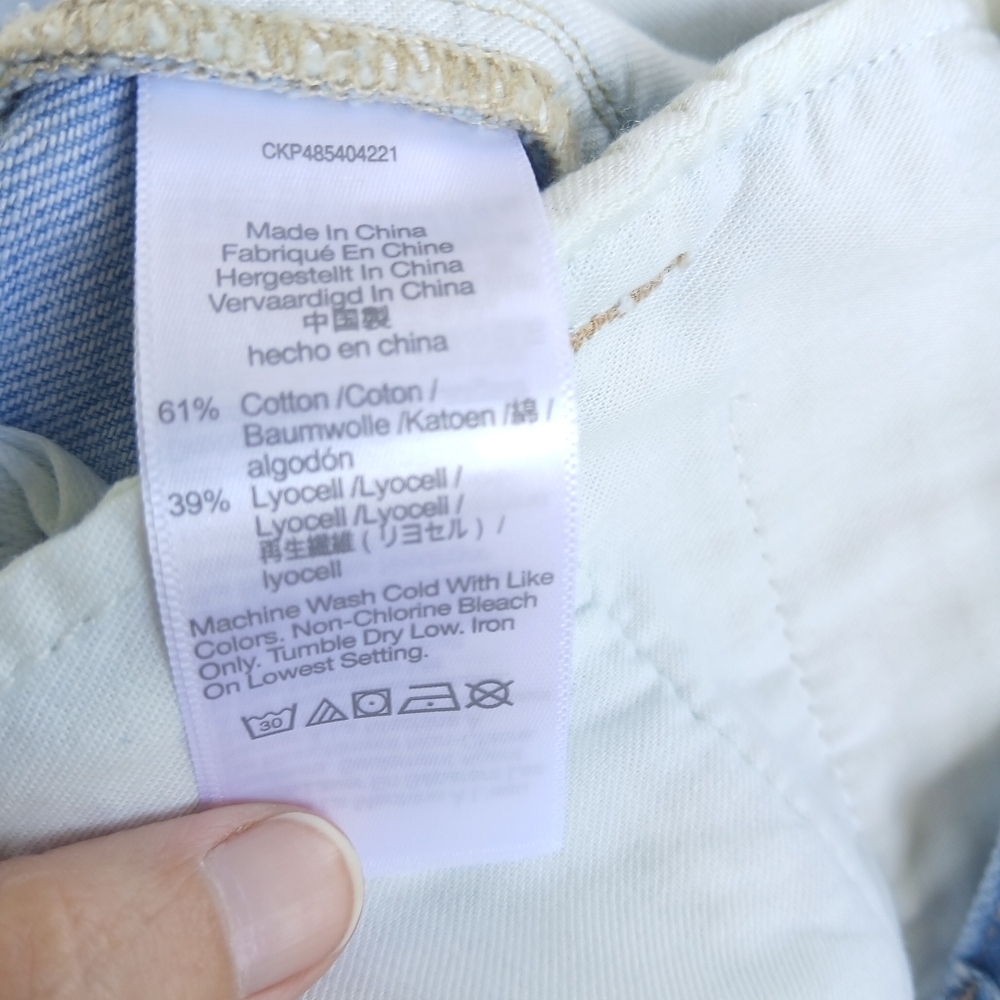 CKP485404221
Made In China
Fabriqué En Chine
Hergestellt In China
Vervaardigd In China
中国製
hecho en china
61% Cotton /Coton /
Baumwolle /Katoen /綿 /
algodón
39% Lyocell /Lyocell /
Lyocell /Lyocell /
再生繊維 ( リヨセル ) /
lyocell
Machine Wash Cold With Like
Colors. Non-Chlorine Bleach
Only. Tumble Dry Low. Iron
On Lowest Setting.
30